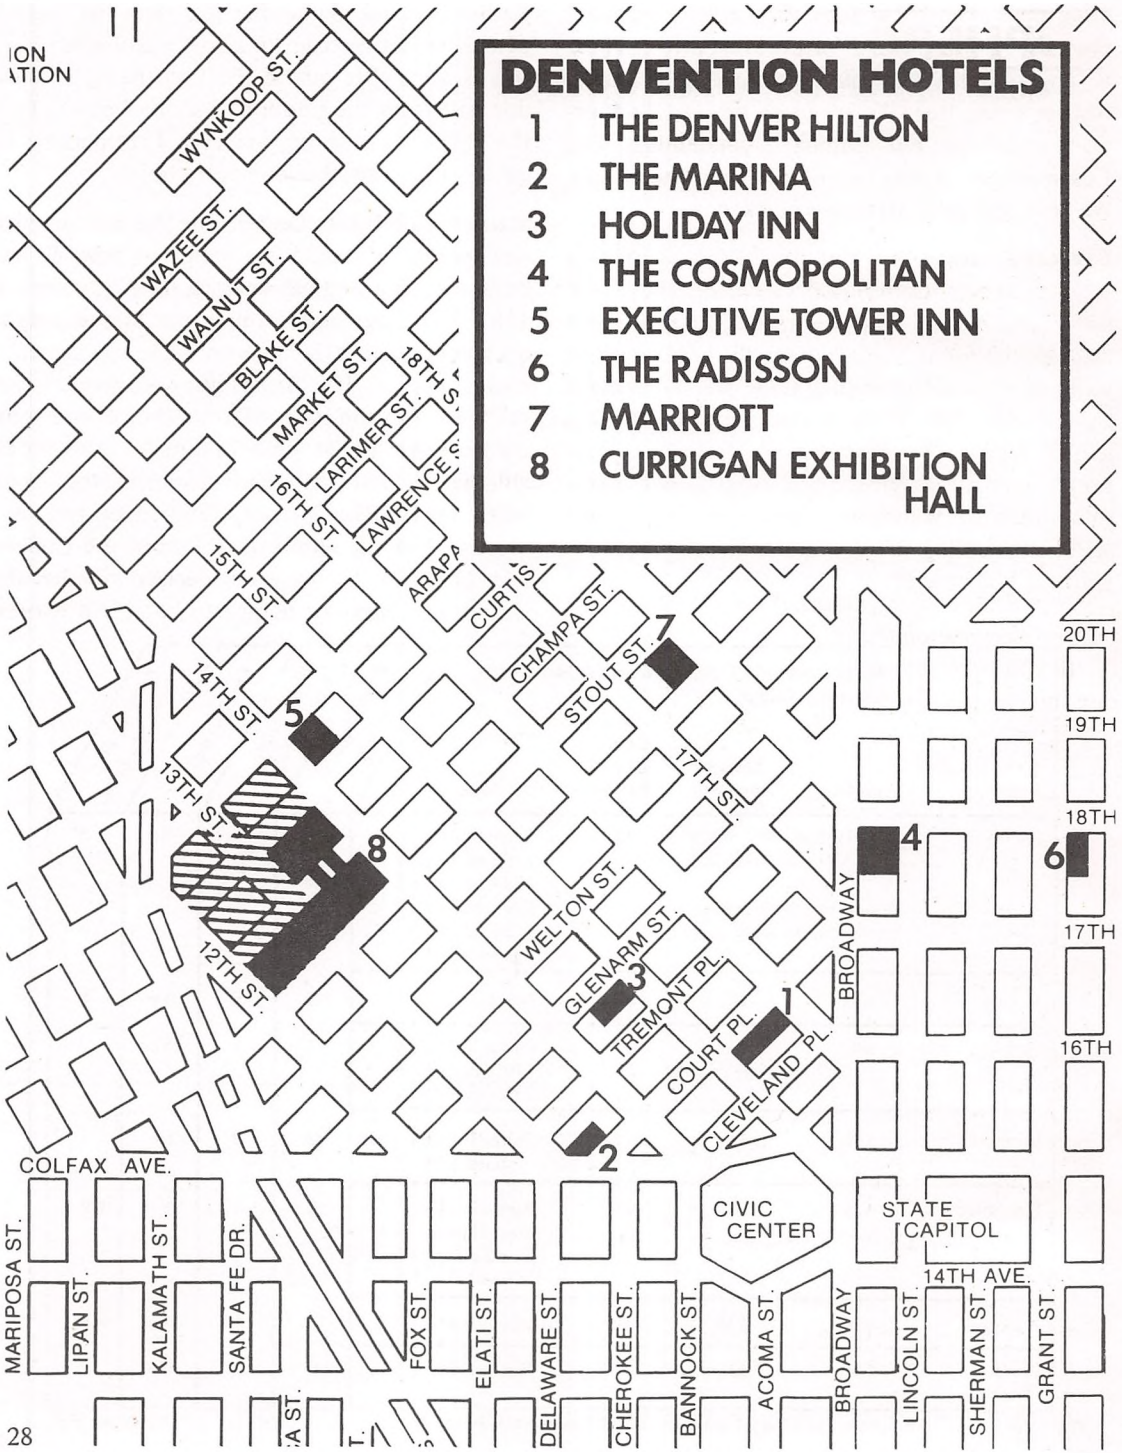 ION
ATION
DENVENTION HOTELS
1 THE DENVER HILTON
2 THE MARINA
3 HOLIDAY INN
4 THE COSMOPOLITAN
5 EXECUTIVE TOWER INN
6 THE RADISSON
7 MARRIOTT
8 CURRIGAN EXHIBITION
HALL
WYNKOOP ST.
WAZEE ST.
WALNUT ST.
BLAKE ST.
MARKET ST.
18TH S
LARIMER ST.
LAWRENCE S
16TH ST.
ARAPA
15TH ST.
CURTIS
CHAMPA ST.
STOUT ST.
7
20TH
14TH ST.
5
19TH
13TH ST.
17TH ST.
18TH
8
4
6
WELTON ST.
BROADWAY
17TH
GLENARM ST.
12TH ST.
3
TREMONT PL.
1
COURT PL.
CLEVELAND PL.
16TH
2
COLFAX AVE.
CIVIC
CENTER
STATE
CAPITOL
14TH AVE.
MARIPOSA ST.
LIPAN ST.
KALAMATH ST.
SANTA FE DR.
FOX ST.
ELATI ST.
DELAWARE ST.
CHEROKEE ST.
BANNOCK ST.
ACOMA ST.
BROADWAY
LINCOLN ST.
SHERMAN ST.
GRANT ST.
CA ST.
T.
28